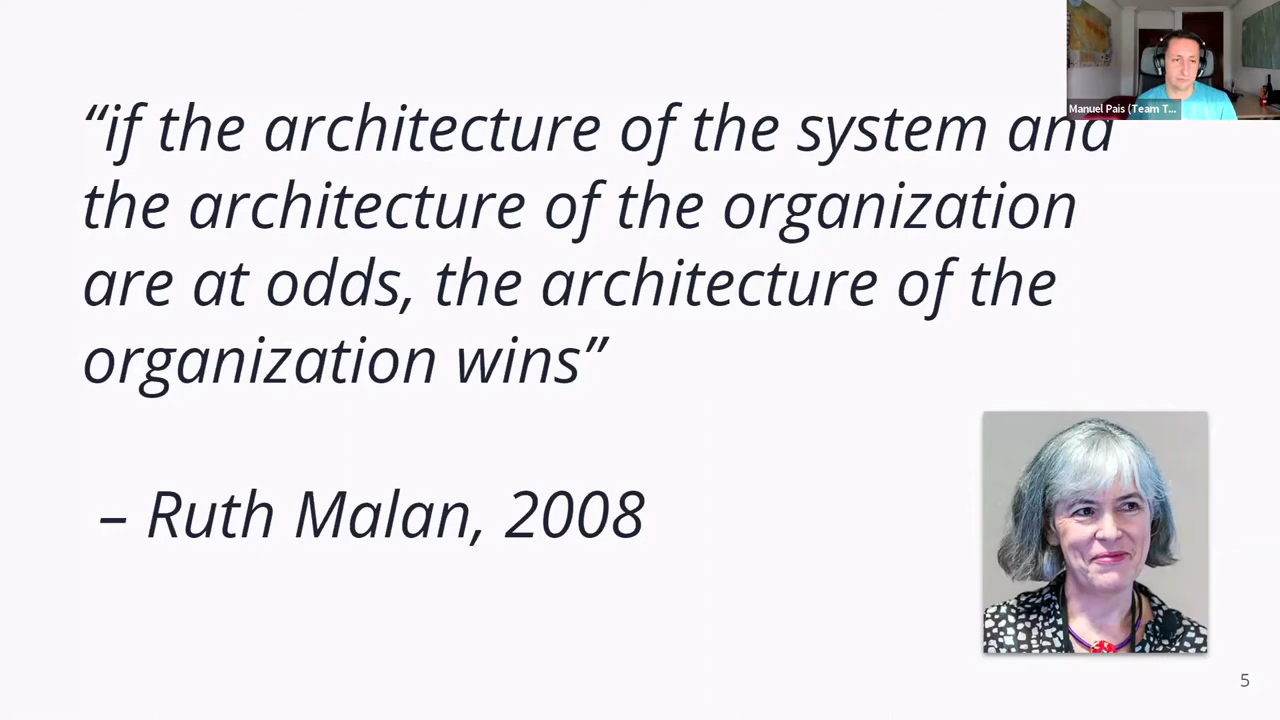 Manuel Pais (Team T...
“if the architecture of the system and
the architecture of the organization
are at odds, the architecture of the
organization wins”
– Ruth Malan, 2008
5